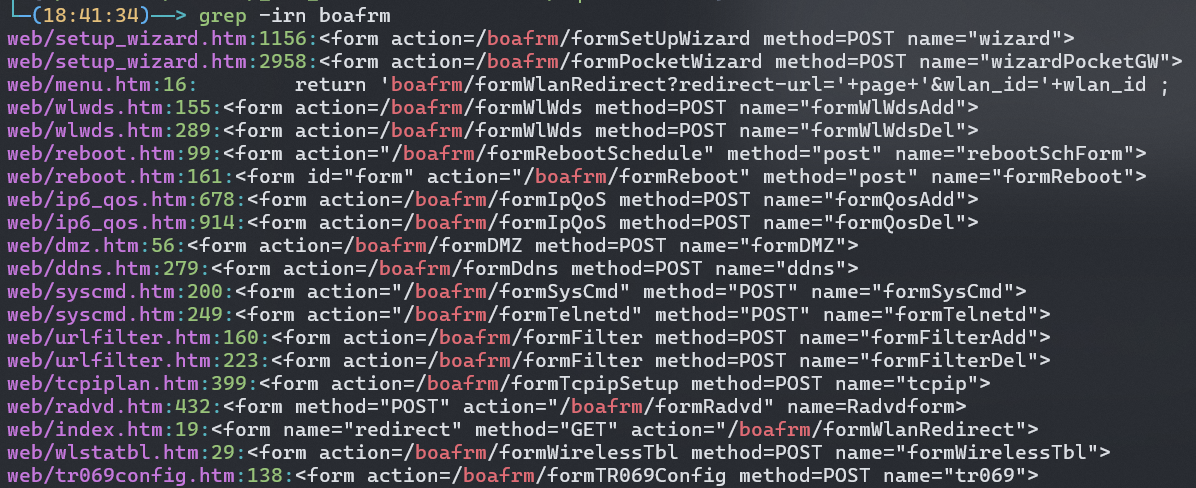 └─(18:41:34)──> grep -irn boafrm
web/setup_wizard.htm:1156:<form action=/boafrm/formSetUpWizard method=POST name="wizard">
web/setup_wizard.htm:2958:<form action=/boafrm/formPocketWizard method=POST name="wizardPocketGW">
web/menu.htm:16:        return 'boafrm/formWlanRedirect?redirect-url='+page+'&wlan_id='+wlan_id ;
web/wlwds.htm:155:<form action=/boafrm/formWlWds method=POST name="formWlWdsAdd">
web/wlwds.htm:289:<form action=/boafrm/formWlWds method=POST name="formWlWdsDel">
web/reboot.htm:99:<form action="/boafrm/formRebootSchedule" method="post" name="rebootSchForm">
web/reboot.htm:161:<form id="form" action="/boafrm/formReboot" method="post" name="formReboot">
web/ip6_qos.htm:678:<form action=/boafrm/formIpQoS method=POST name="formQosAdd">
web/ip6_qos.htm:914:<form action=/boafrm/formIpQoS method=POST name="formQosDel">
web/dmz.htm:56:<form action=/boafrm/formDMZ method=POST name="formDMZ">
web/ddns.htm:279:<form action=/boafrm/formDdns method=POST name="ddns">
web/syscmd.htm:200:<form action="/boafrm/formSysCmd" method="POST" name="formSysCmd">
web/syscmd.htm:249:<form action="/boafrm/formTelnetd" method="POST" name="formTelnetd">
web/urlfilter.htm:160:<form action=/boafrm/formFilter method=POST name="formFilterAdd">
web/urlfilter.htm:223:<form action=/boafrm/formFilter method=POST name="formFilterDel">
web/tcpiplan.htm:399:<form action=/boafrm/formTcpipSetup method=POST name="tcpip">
web/radvd.htm:432:<form method="POST" action="/boafrm/formRadvd" name=Radvdform>
web/index.htm:19:<form name="redirect" method="GET" action="/boafrm/formWlanRedirect">
web/wlstatbl.htm:29:<form action=/boafrm/formWirelessTbl method=POST name="formWirelessTbl">
web/tr069config.htm:138:<form action=/boafrm/formTR069Config method=POST name="tr069">